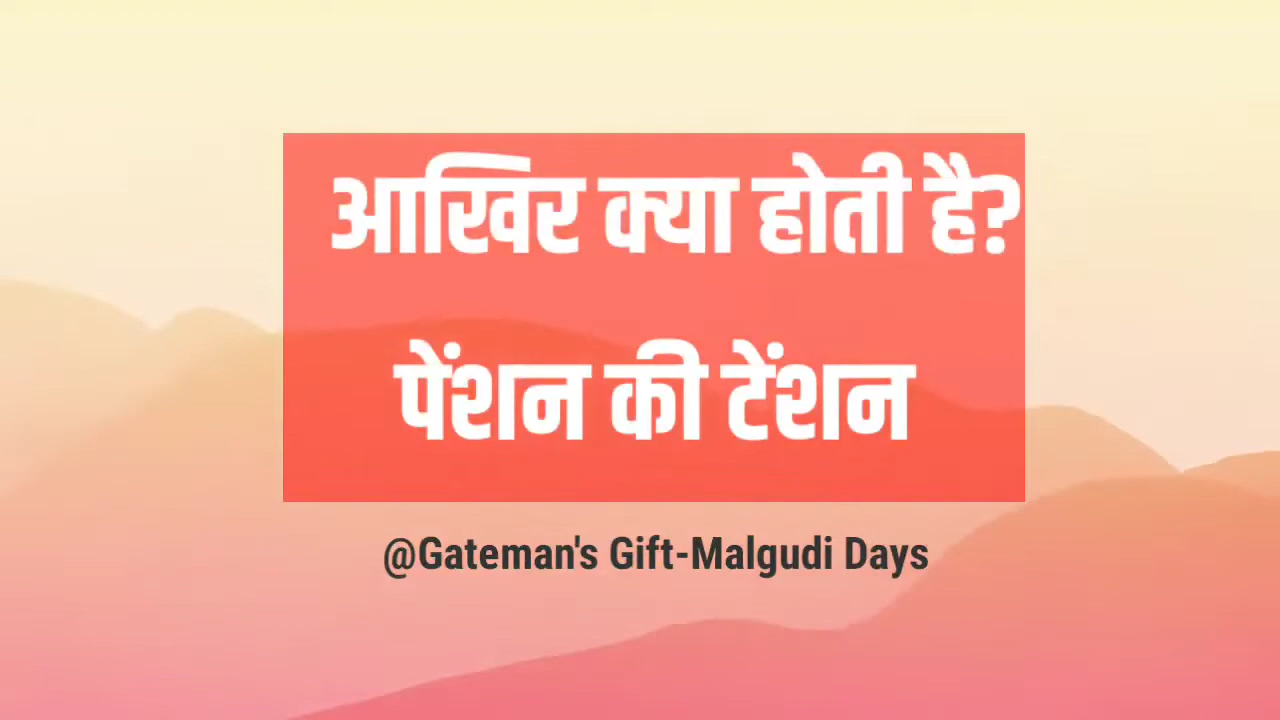 आखिर क्या होती है?
पेंशन की टेंशन
@Gateman's Gift-Malgudi Days